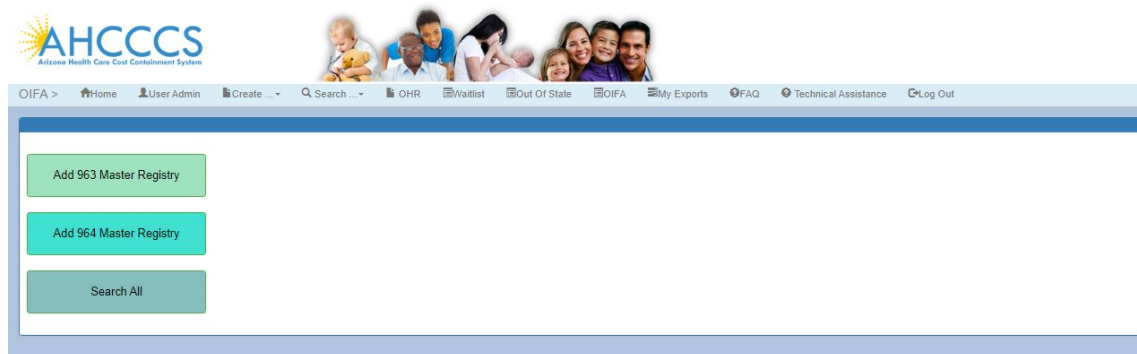 AHCCCS
Arizona Health Care Cost Containment System
OIFA > Home User Admin Create ... Search ... OHR Waitlist Out Of State OIFA My Exports FAQ Technical Assistance Log Out
Add 963 Master Registry
Add 964 Master Registry
Search All